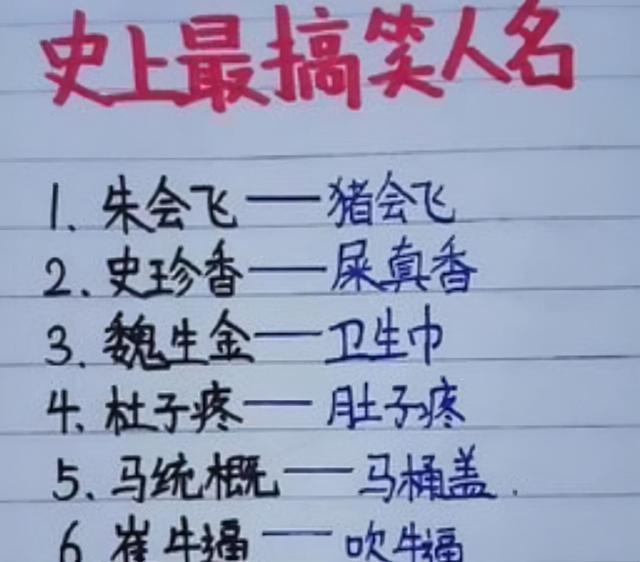 史上最搞笑人名
1、朱会飞——猪会飞
2、史珍香——屎真香
3、魏生金——卫生巾
4、杜子疼——肚子疼
5、马统概——马桶盖.
6 崔牛逼——吹牛逼